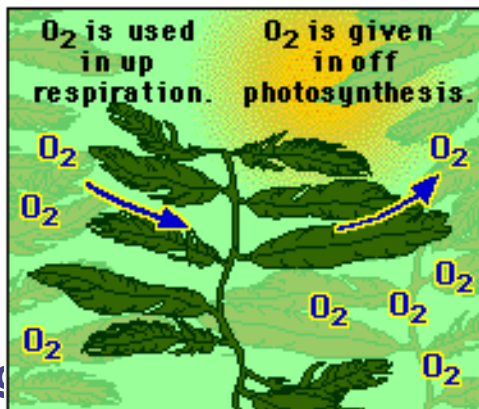 O₂ is used
in up
respiration.
O₂ is given
in off
photosynthesis.
O₂
O₂
O₂
O₂
O₂
O₂
O₂
O₂